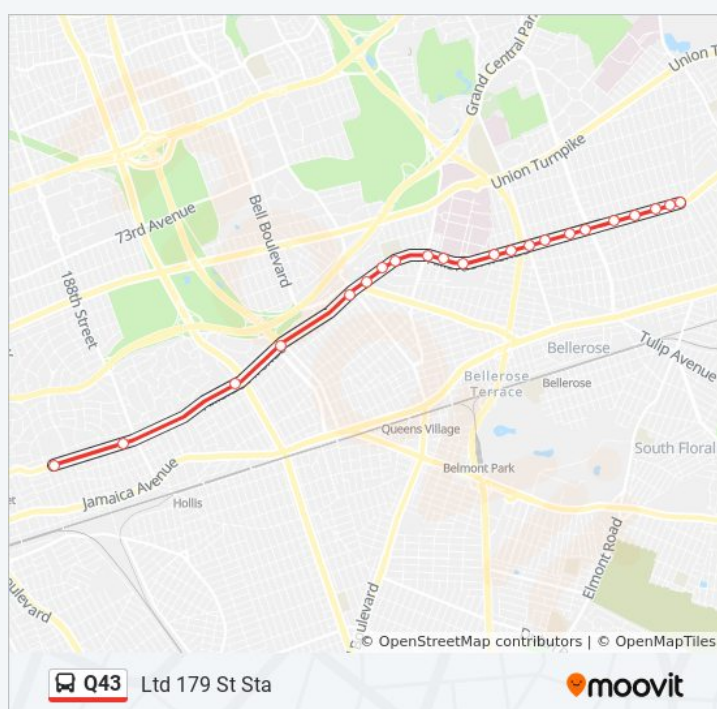 Grand Central Par
Union T
Union Turnpike
73rd Avenue
Bell Boulevard
188th Street
Bellerose
Tulip Avenue
Bellerose
Terrace
Bellerose
Queens Village
South Floral
Belmont Park
Jamaica Avenue
Hollis
Elmont Road
oulevard
Boulevard
© OpenStreetMap contributors | © OpenMapTiles
Q43 Ltd 179 St Sta
moovit